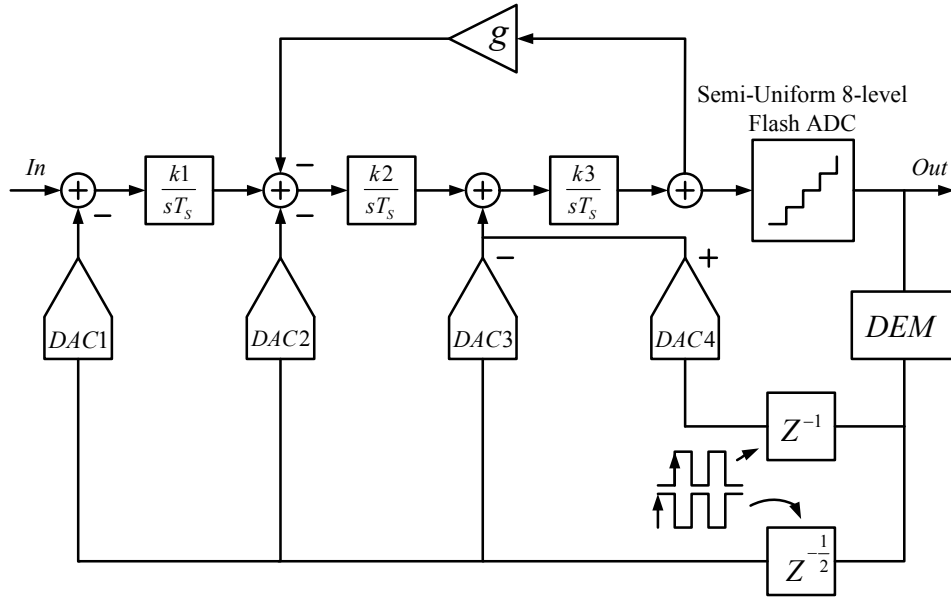 g
Semi-Uniform 8-level
Flash ADC
In
+
−
k1
sT_S
−
+
−
k2
sT_S
+
k3
sT_S
+
Out
−
+
DAC1
DAC2
DAC3
DAC4
DEM
Z^{-1}
Z^{-\frac{1}{2}}